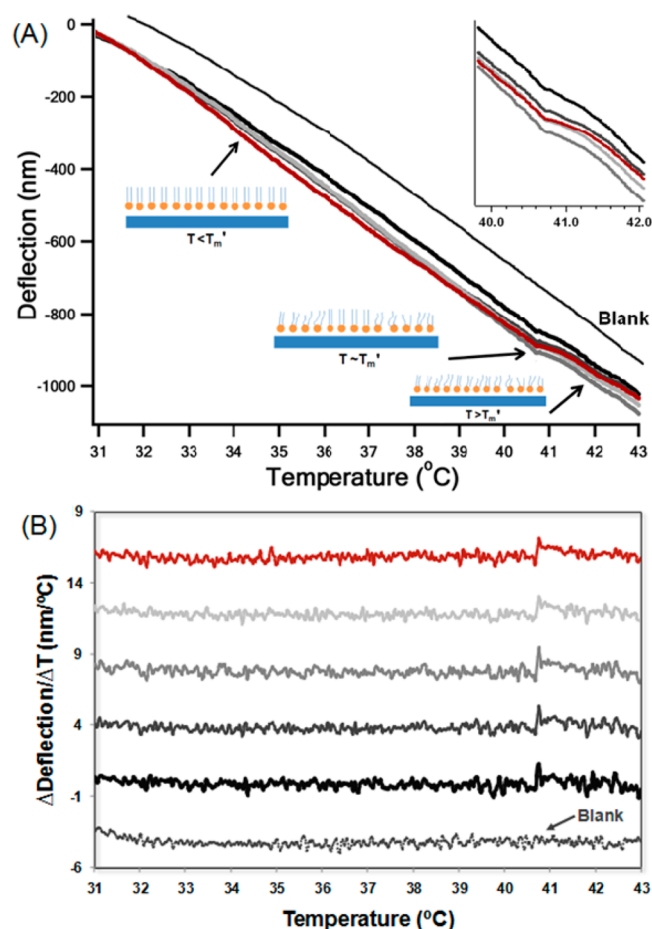 (A)
0
-200
-400
-600
-800
-1000
Deflection (nm)
T<Tm'
T~Tm'
T>Tm'
Blank
40.0 41.0 42.0
31 32 33 34 35 36 37 38 39 40 41 42 43
Temperature (°C)
(B)
9
14
9
4
-1
-6
ΔDeflection/ΔT (nm/ºC)
Blank
31 32 33 34 35 36 37 38 39 40 41 42 43
Temperature (ºC)